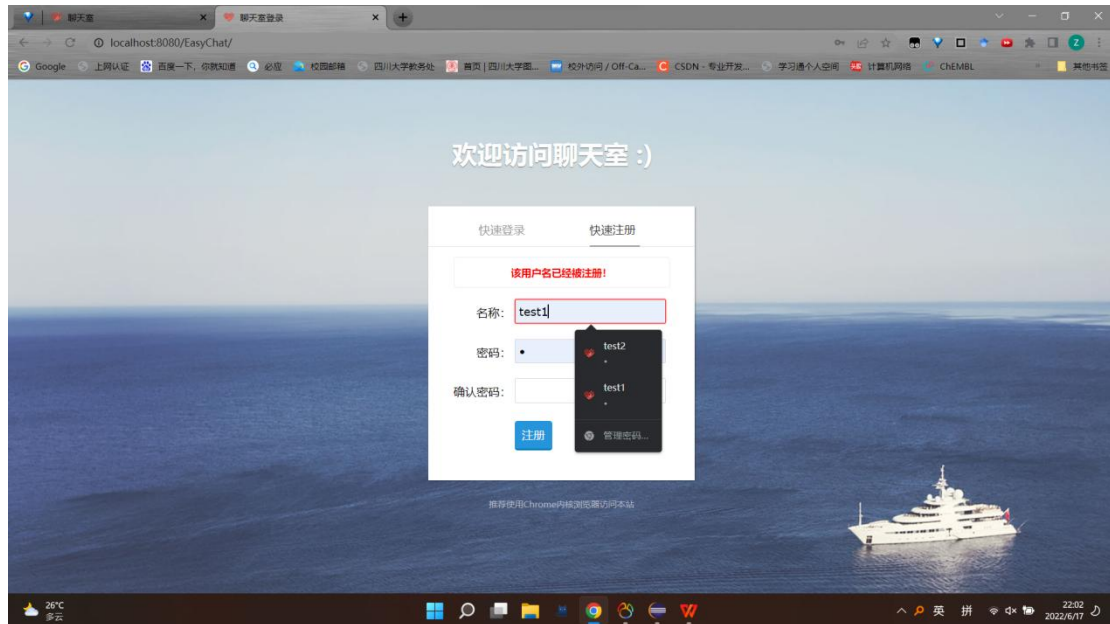 聊天室
聊天室登录
localhost:8080/EasyChat/
Google 上网认证 百度一下，你就知道 必应 校园邮箱 四川大学教务处 首页 | 四川大学图... 校外访问 / Off-Ca... CSDN - 专业开发... 学习通个人空间 计算机网络 ChEMBL 其他书签
欢迎访问聊天室 :)
快速登录 快速注册
该用户名已经被注册!
名称: test1
密码: •
确认密码:
test2
test1
管理密码...
注册
推荐使用Chrome内核浏览器访问本站
26°C
多云
英 拼
22:02
2022/6/17